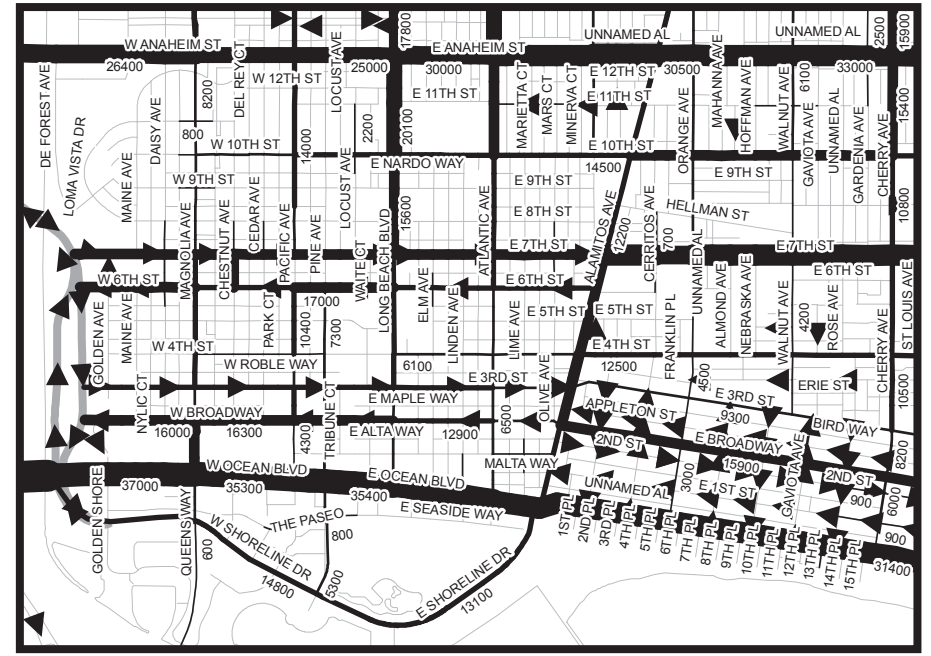 UNNAMED AL
UNNAMED AL
17800
2500
15900
W ANAHEIM ST
E ANAHEIM ST
26400
25000
30000
30500
33000
DE FOREST AVE
LOMA VISTA DR
DAISY AVE
8200
DEL REY CT
W 12TH ST
LOCUST AVE
E 12TH ST
E 11TH ST
E 11TH ST
MARIETTA CT
MARS CT
MINERVA CT
MAHANNA AVE
HOFFMAN AVE
WALNUT AVE
6100
UNNAMED AL
15400
800
W 10TH ST
14000
2200
20100
E 10TH ST
ORANGE AVE
GAVIOTA AVE
GARDENIA AVE
CHERRY AVE
E NARDO WAY
14500
MAINE AVE
W 9TH ST
LOCUST AVE
E 9TH ST
E 9TH ST
MAGNOLIA AVE
CHESTNUT AVE
CEDAR AVE
PACIFIC AVE
PINE AVE
15600
ATLANTIC AVE
E 8TH ST
ALAMITOS AVE
12200
CERRITOS AVE
700
HELLMAN ST
10800
E 7TH ST
E 7TH ST
W 6TH ST
WAITE CT
LONG BEACH BLVD
E 6TH ST
E 6TH ST
UNNAMED AL
17000
GOLDEN AVE
MAINE AVE
PARK CT
10400
7300
ELM AVE
LINDEN AVE
LIME AVE
E 5TH ST
E 5TH ST
FRANKLIN PL
ALMOND AVE
NEBRASKA AVE
WALNUT AVE
4200
ROSE AVE
CHERRY AVE
ST LOUIS AVE
W 4TH ST
E 4TH ST
W ROBLE WAY
6100
12500
4500
E 3RD ST
E 3RD ST
ERIE ST
10500
NYLIC CT
TRIBUNE CT
E MAPLE WAY
OLIVE AVE
APPLETON ST
9300
BIRD WAY
W BROADWAY
6500
16000
16300
4300
E ALTA WAY
12900
2ND ST
E BROADWAY
8200
MALTA WAY
15900
2ND ST
W OCEAN BLVD
E OCEAN BLVD
3000
GAVIOTA AVE
37000
35300
35400
UNNAMED AL
E 1ST ST
900
6000
GOLDEN SHORE
QUEENS WAY
E SEASIDE WAY
THE PASEO
W SHORELINE DR
600
800
900
1ST PL
2ND PL
3RD PL
4TH PL
5TH PL
6TH PL
7TH PL
8TH PL
9TH PL
10TH PL
11TH PL
12TH PL
13TH PL
14TH PL
15TH PL
31400
14800
5300
E SHORELINE DR
13100